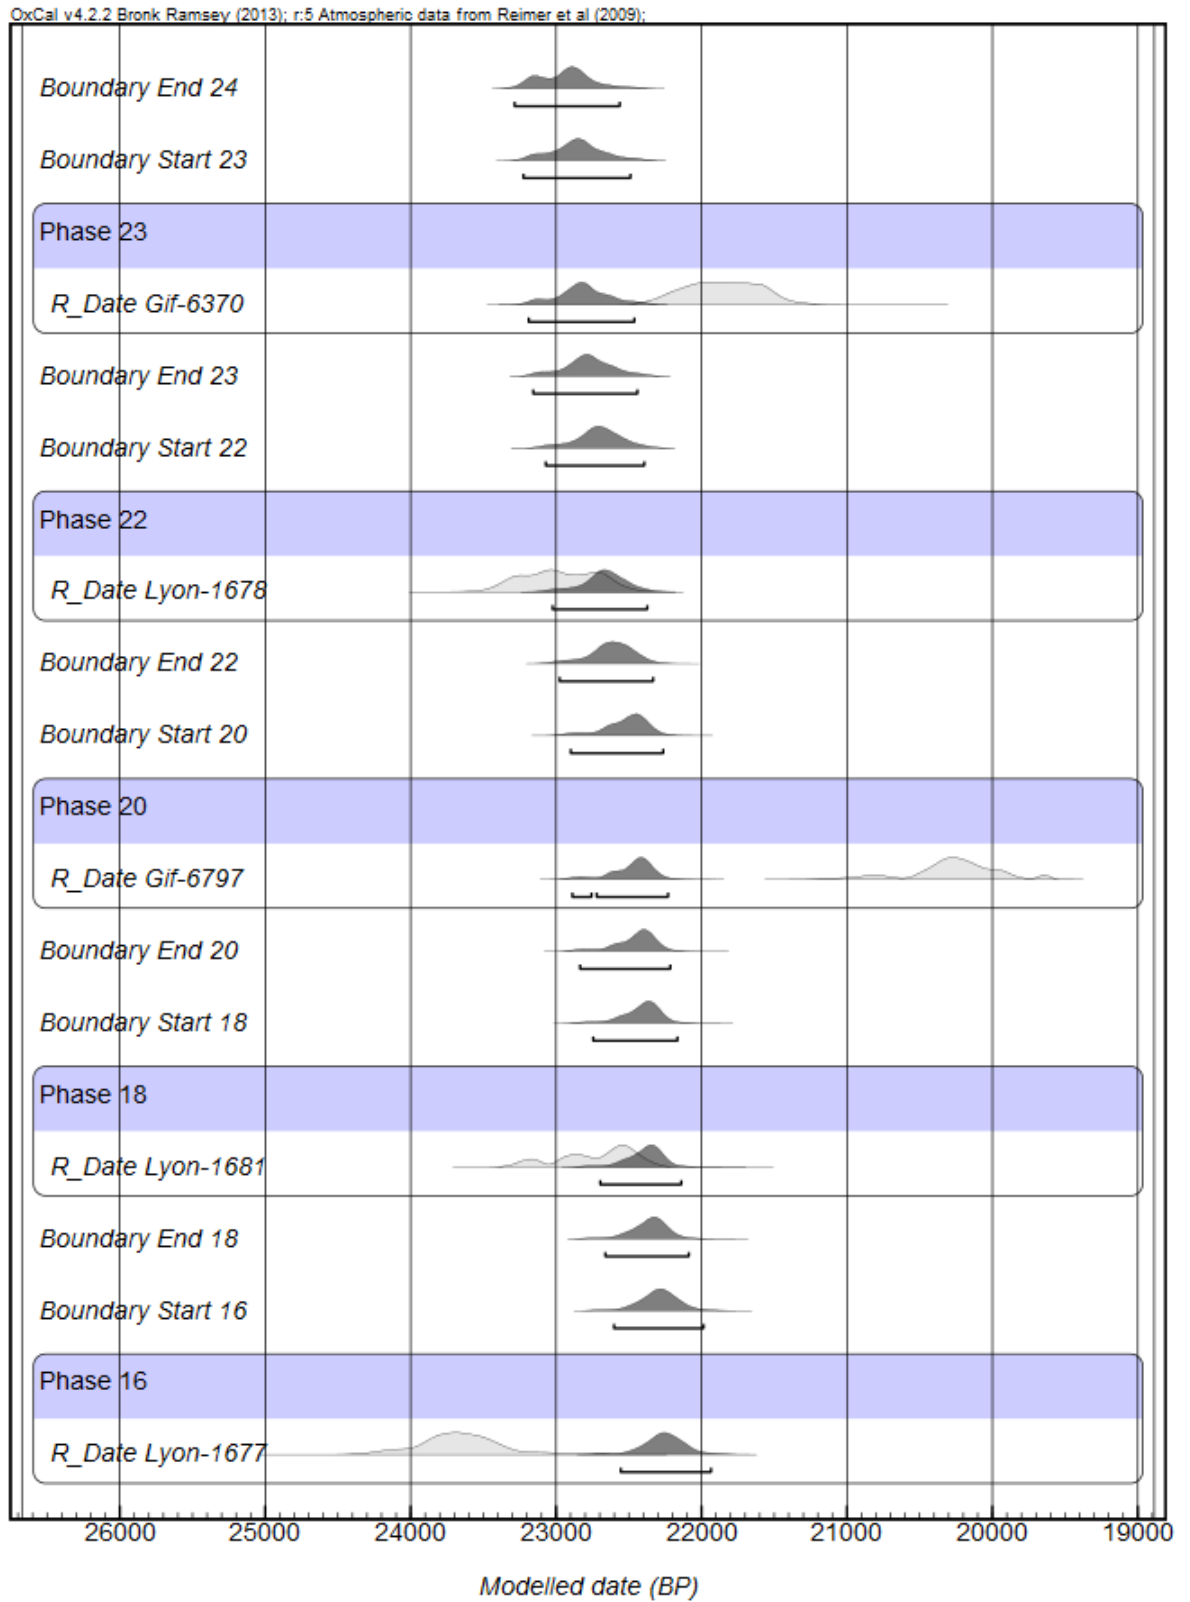 OxCal v4.2.2 Bronk Ramsey (2013); r:5 Atmospheric data from Reimer et al (2009);
Boundary End 24
Boundary Start 23
Phase 23
R_Date Gif-6370
Boundary End 23
Boundary Start 22
Phase 22
R_Date Lyon-1678
Boundary End 22
Boundary Start 20
Phase 20
R_Date Gif-6797
Boundary End 20
Boundary Start 18
Phase 18
R_Date Lyon-1681
Boundary End 18
Boundary Start 16
Phase 16
R_Date Lyon-1677
26000 25000 24000 23000 22000 21000 20000 19000
Modelled date (BP)